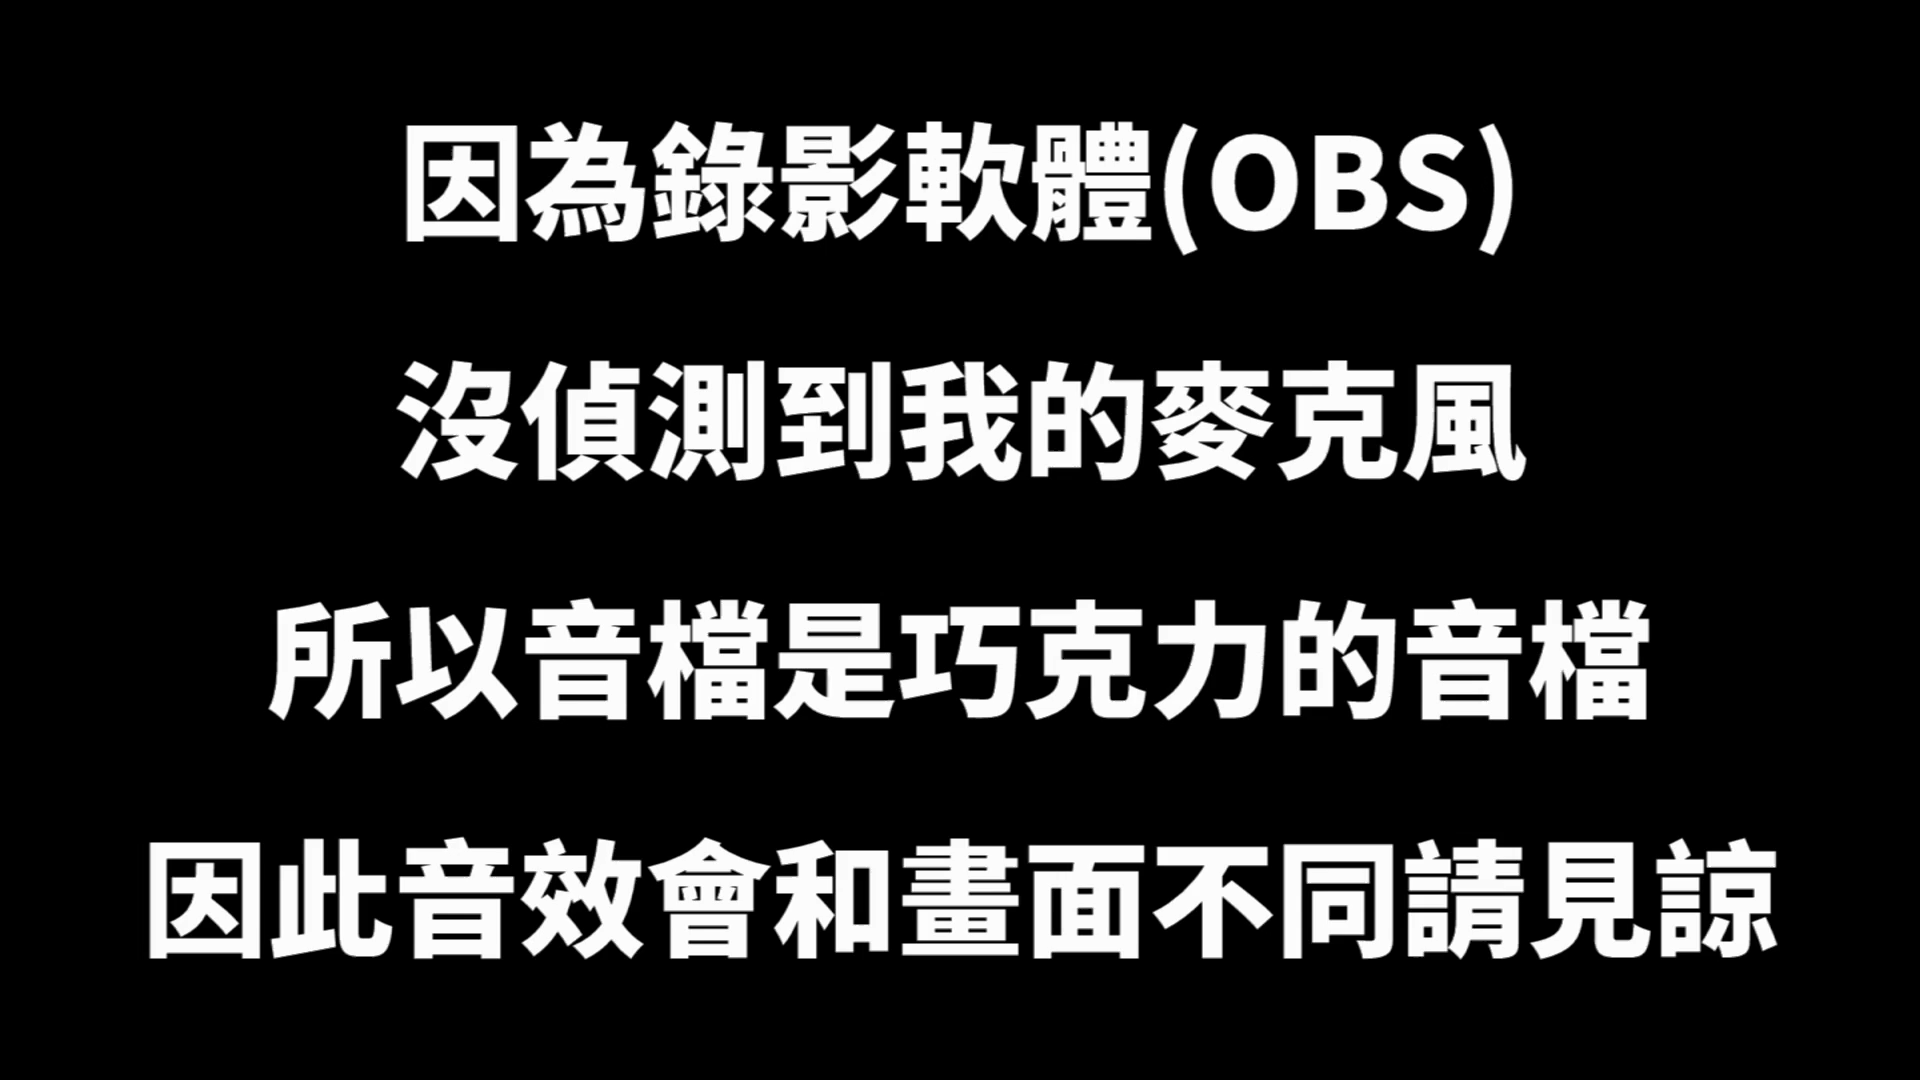 因為錄影軟體(OBS)
沒偵測到我的麥克風
所以音檔是巧克力的音檔
因此音效會和畫面不同請見諒